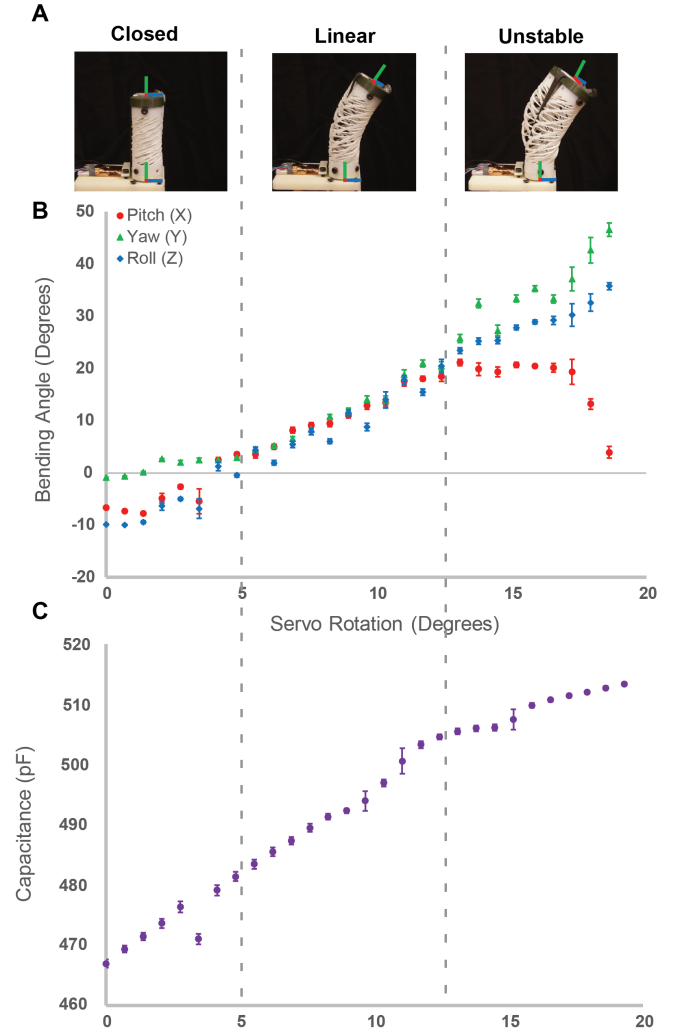 A
Closed Linear Unstable
B
50
40
30
20
10
0
-10
-20
Pitch (X)
Yaw (Y)
Roll (Z)
Bending Angle (Degrees)
0 5 10 15 20
Servo Rotation (Degrees)
C
520
510
500
490
480
470
460
Capacitance (pF)
0 5 10 15 20